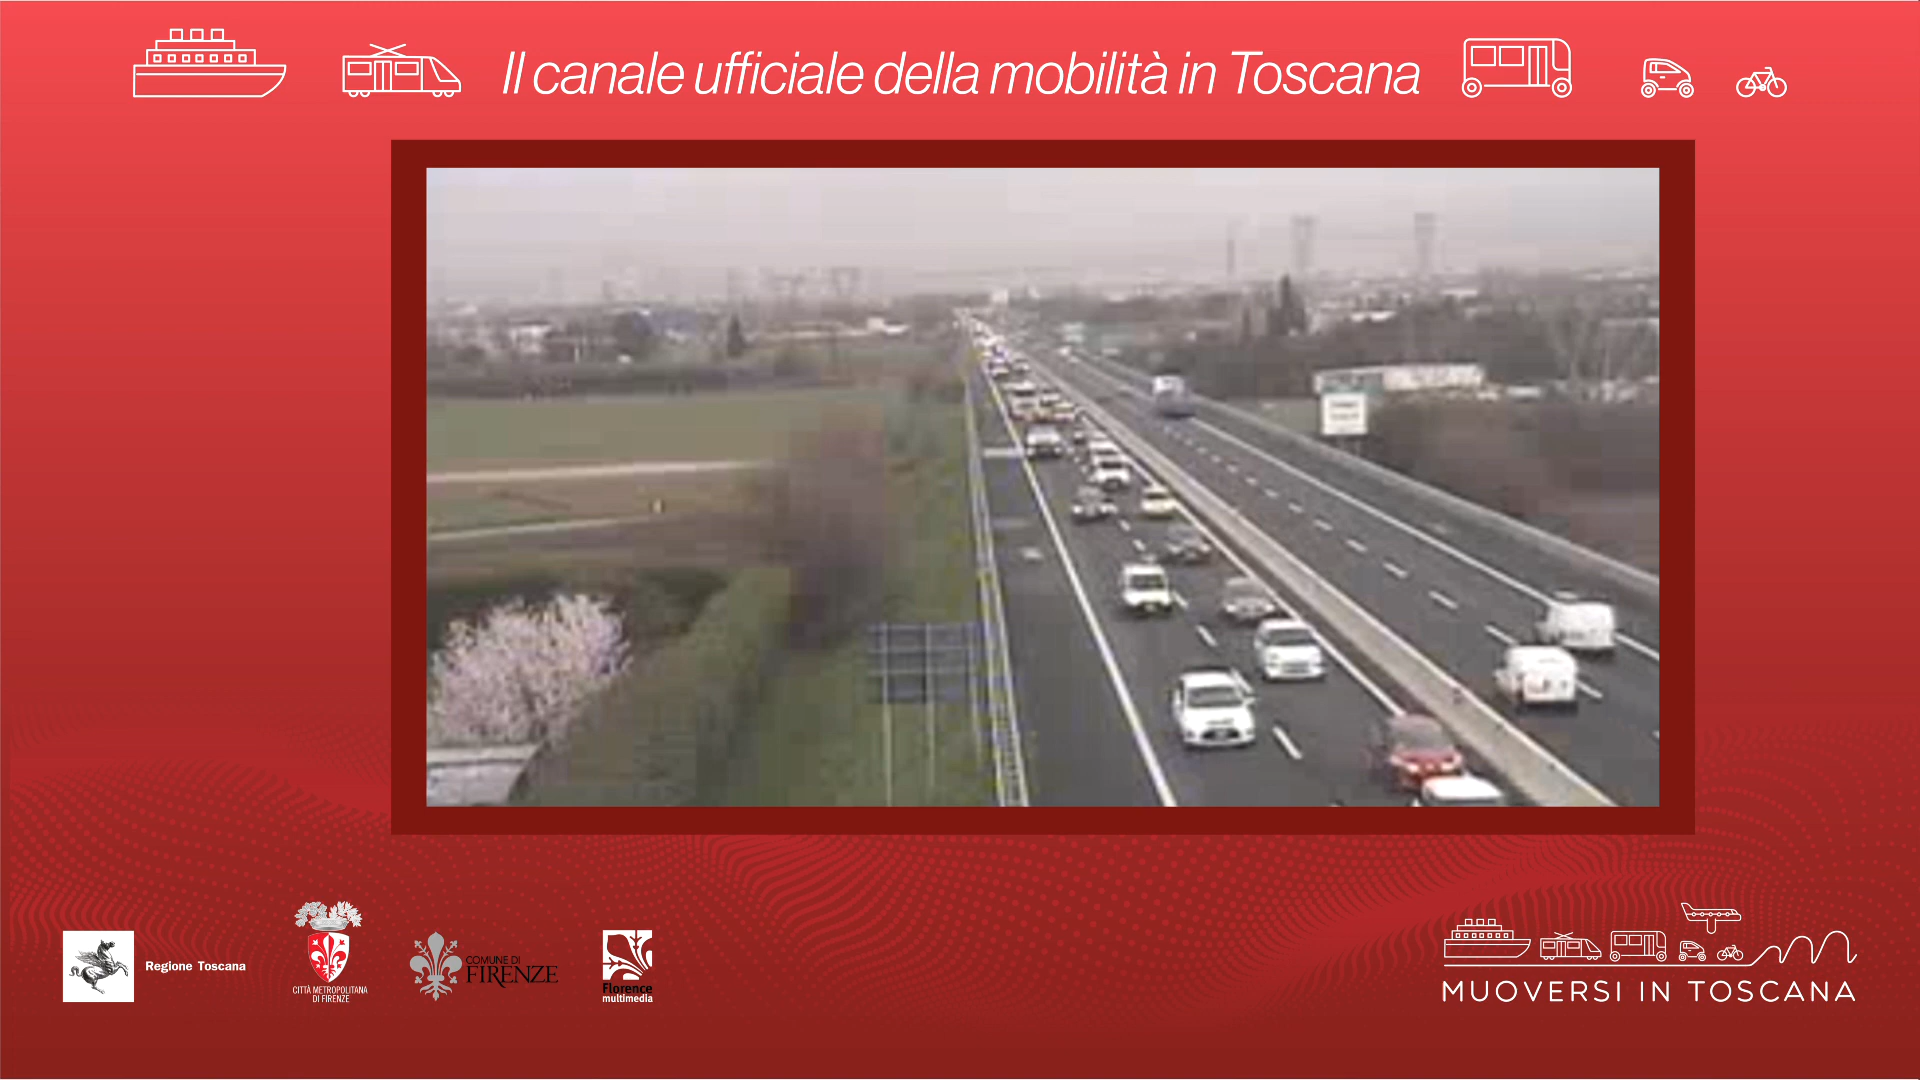 Il canale ufficiale della mobilità in Toscana
Regione Toscana
CITTÀ METROPOLITANA
DI FIRENZE
COMUNE DI
FIRENZE
Florence
multimedia
MUOVERSI IN TOSCANA